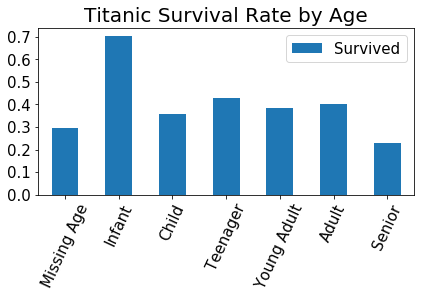 Titanic Survival Rate by Age
Survived
0.7
0.6
0.5
0.4
0.3
0.2
0.1
0.0
Missing Age
Infant
Child
Teenager
Young Adult
Adult
Senior